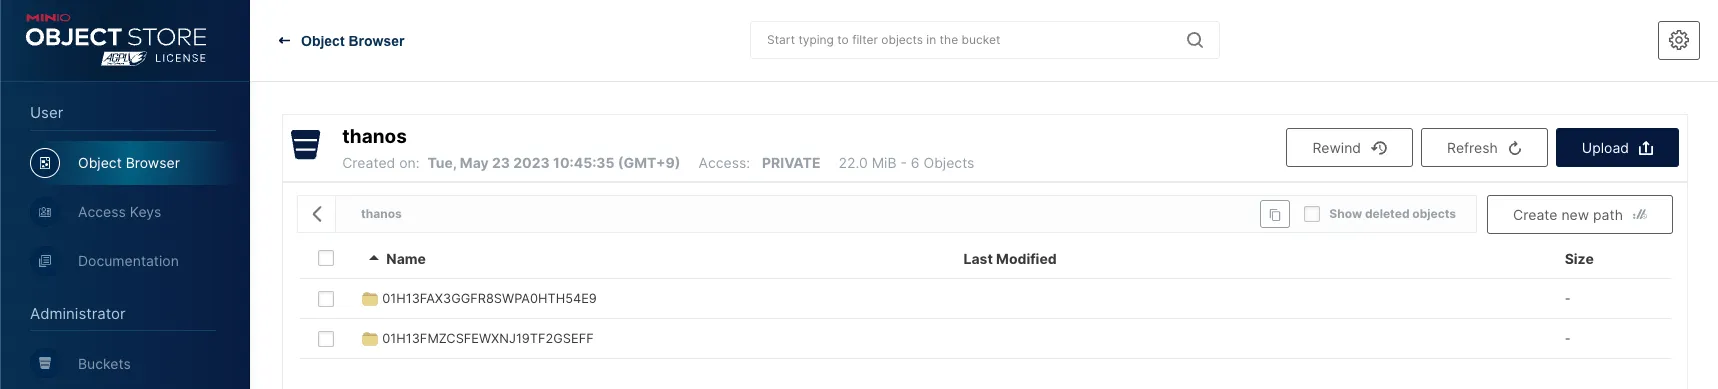 MINIO
OBJECT STORE
AGPLv3 LICENSE
User
Object Browser
Access Keys
Documentation
Administrator
Buckets
Object Browser
Start typing to filter objects in the bucket
thanos
Created on: Tue, May 23 2023 10:45:35 (GMT+9) Access: PRIVATE 22.0 MiB - 6 Objects
Rewind
Refresh
Upload
thanos
Show deleted objects
Create new path
Name Last Modified Size
01H13FAX3GGFR8SWPA0HTH54E9 -
01H13FMZCSFEWXNJ19TF2GSEFF -